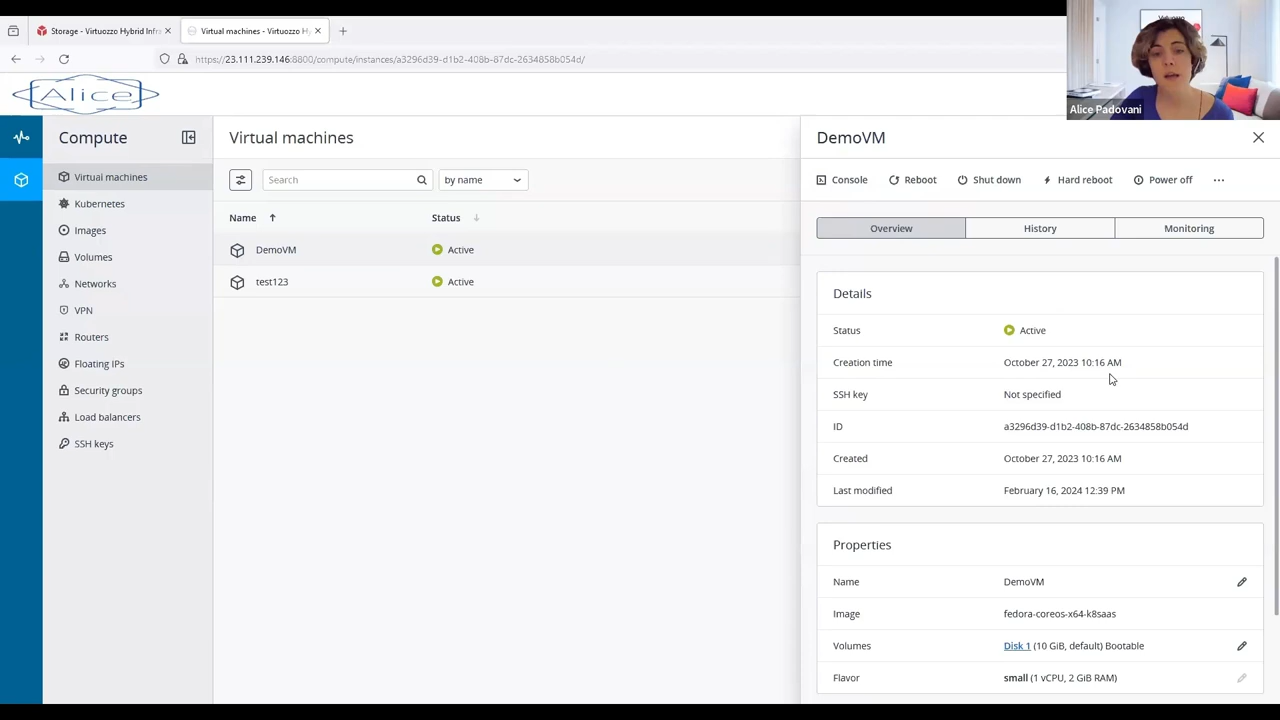 Storage - Virtuozzo Hybrid Infra
Virtual machines - Virtuozzo H
https://23.111.239.146:8800/compute/instances/a3296d39-d1b2-408b-87dc-2634858b054d/
Alice
Alice Padovani
Compute
Virtual machines
Kubernetes
Images
Volumes
Networks
VPN
Routers
Floating IPs
Security groups
Load balancers
SSH keys
Virtual machines
Search
by name
Name
Status
DemoVM
Active
test123
Active
DemoVM
Console
Reboot
Shut down
Hard reboot
Power off
Overview
History
Monitoring
Details
Status
Active
Creation time
October 27, 2023 10:16 AM
SSH key
Not specified
ID
a3296d39-d1b2-408b-87dc-2634858b054d
Created
October 27, 2023 10:16 AM
Last modified
February 16, 2024 12:39 PM
Properties
Name
DemoVM
Image
fedora-coreos-x64-k8saas
Volumes
Disk 1 (10 GiB, default) Bootable
Flavor
small (1 vCPU, 2 GiB RAM)